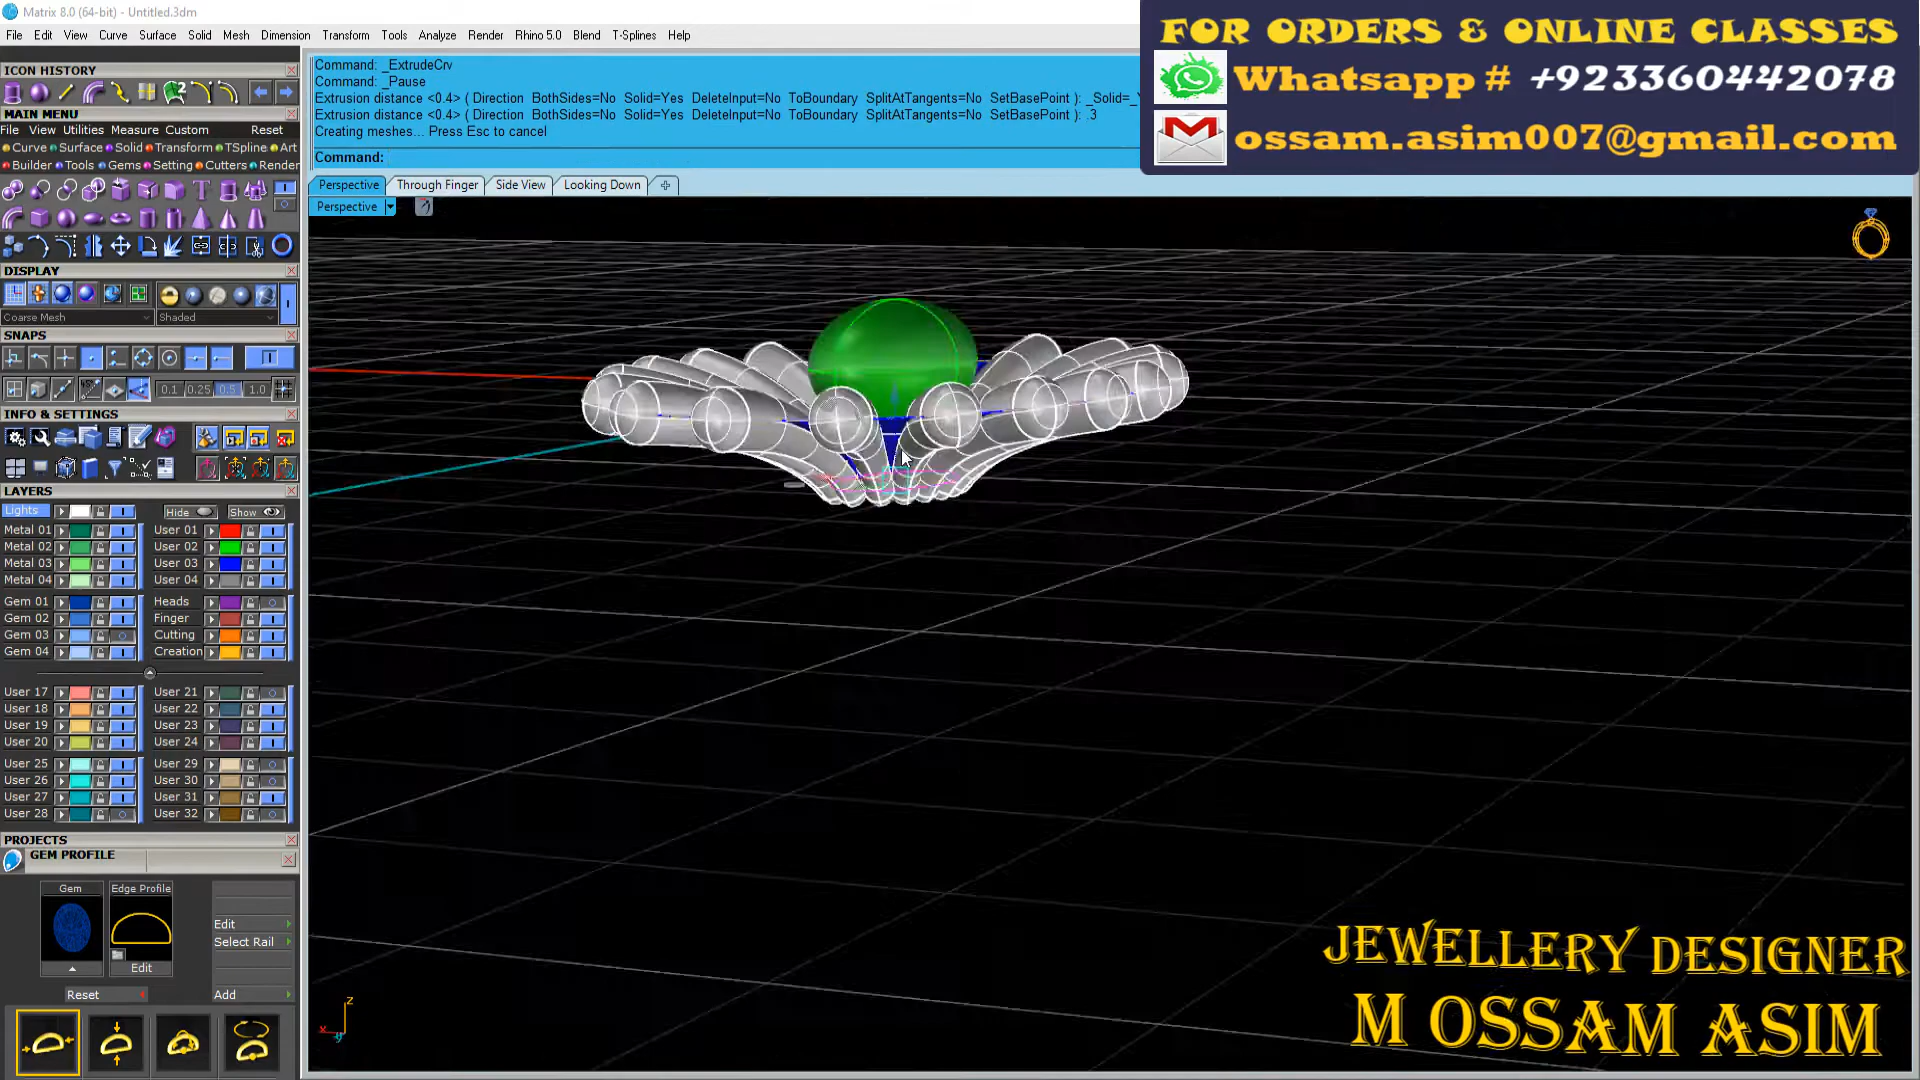 Matrix 8.0 (64-bit) - Untitled.3dm
File Edit View Curve Surface Solid Mesh Dimension Transform Tools Analyze Render Rhino 5.0 Blend T-Splines Help
FOR ORDERS & ONLINE CLASSES
Whatsapp # +923360442078
ossam.asim007@gmail.com
ICON HISTORY
MAIN MENU
File View Utilities Measure Custom Reset
Curve Surface Solid Transform TSpline Art
Builder Tools Gems Setting Cutters Render
Command: _ExtrudeCrv
Command: _Pause
Extrusion distance <0.4> ( Direction BothSides=No Solid=Yes DeleteInput=No ToBoundary SplitAtTangents=No SetBasePoint ): _Solid=_
Extrusion distance <0.4> ( Direction BothSides=No Solid=Yes DeleteInput=No ToBoundary SplitAtTangents=No SetBasePoint ): .3
Creating meshes... Press Esc to cancel
Command:
Perspective Through Finger Side View Looking Down
Perspective
DISPLAY
Coarse Mesh Shaded
SNAPS
0.1 0.25 0.5 1.0
INFO & SETTINGS
LAYERS
Lights Hide Show
Metal 01 User 01
Metal 02 User 02
Metal 03 User 03
Metal 04 User 04
Gem 01 Heads
Gem 02 Finger
Gem 03 Cutting
Gem 04 Creation
User 17 User 21
User 18 User 22
User 19 User 23
User 20 User 24
User 25 User 29
User 26 User 30
User 27 User 31
User 28 User 32
PROJECTS
GEM PROFILE
Gem Edge Profile
Edit
Select Rail
Edit
Reset Add
z
x
y
JEWELLERY DESIGNER
M OSSAM ASIM